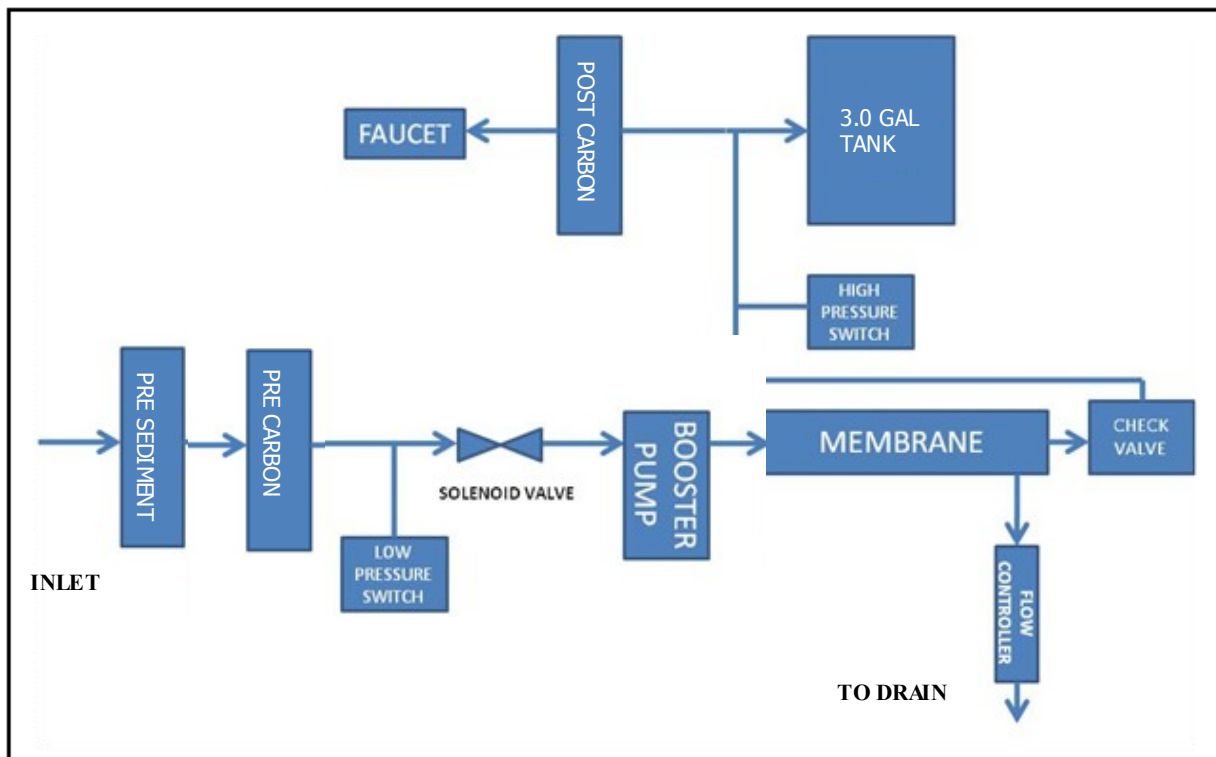 POST CARBON
3.0 GAL
TANK
FAUCET
HIGH
PRESSURE
SWITCH
PRE SEDIMENT
PRE CARBON
SOLENOID VALVE
BOOSTER
PUMP
MEMBRANE
CHECK
VALVE
LOW
PRESSURE
SWITCH
INLET
FLOW
CONTROLLER
TO DRAIN